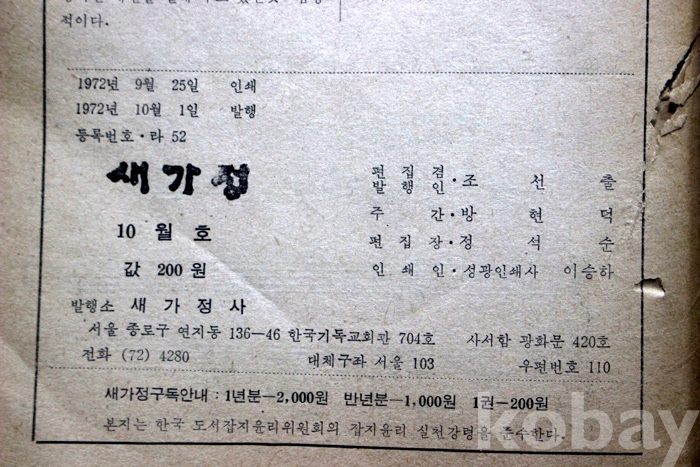 적이다.
1972년 9월 25일 인쇄
1972년 10월 1일 발행
등록번호·라 52
새가정
10 월 호
값 200 원
편집겸
발행인·조 선 출
주 간·방 현 덕
편 집 장·정 석 순
인 쇄 인·성광인쇄사 이승하
발행소 새 가 정 사
서울 종로구 연지동 136—46 한국기독교회관 704호 사서함 광화문 420호
전화 (72) 4280 대체구좌 서울 103 우편번호 110
새가정구독안내 : 1년분—2,000원 반년분—1,000원 1권—200원
본지는 한국 도서잡지윤리위원회의 잡지윤리 실천강령을 준수한다.
kobay